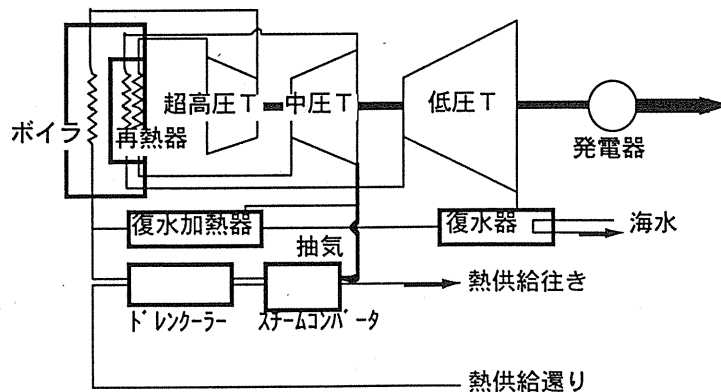 超高圧T
中圧T
低圧T
ボイラ
再熱器
発電器
復水加熱器
復水器
海水
抽気
熱供給往き
ドレンクーラー
スチームコンバータ
熱供給還り